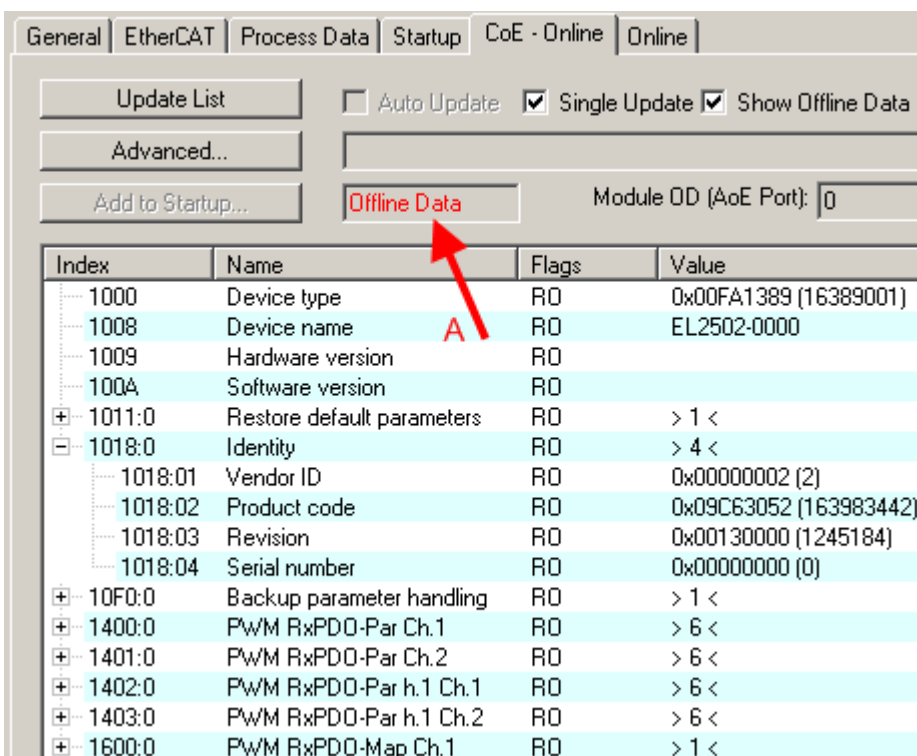 General EtherCAT Process Data Startup CoE - Online Online
Update List Auto Update Single Update Show Offline Data
Advanced...
Add to Startup... Offline Data Module OD (AoE Port): 0
Index Name Flags Value
1000 Device type RO 0x00FA1389 (16389001)
1008 Device name RO EL2502-0000
A
1009 Hardware version RO
100A Software version RO
1011:0 Restore default parameters RO > 1 <
1018:0 Identity RO > 4 <
1018:01 Vendor ID RO 0x00000002 (2)
1018:02 Product code RO 0x09C63052 (163983442)
1018:03 Revision RO 0x00130000 (1245184)
1018:04 Serial number RO 0x00000000 (0)
10F0:0 Backup parameter handling RO > 1 <
1400:0 PWM RxPDO-Par Ch.1 RO > 6 <
1401:0 PWM RxPDO-Par Ch.2 RO > 6 <
1402:0 PWM RxPDO-Par h.1 Ch.1 RO > 6 <
1403:0 PWM RxPDO-Par h.1 Ch.2 RO > 6 <
1600:0 PWM RxPDO-Map Ch.1 RO > 1 <